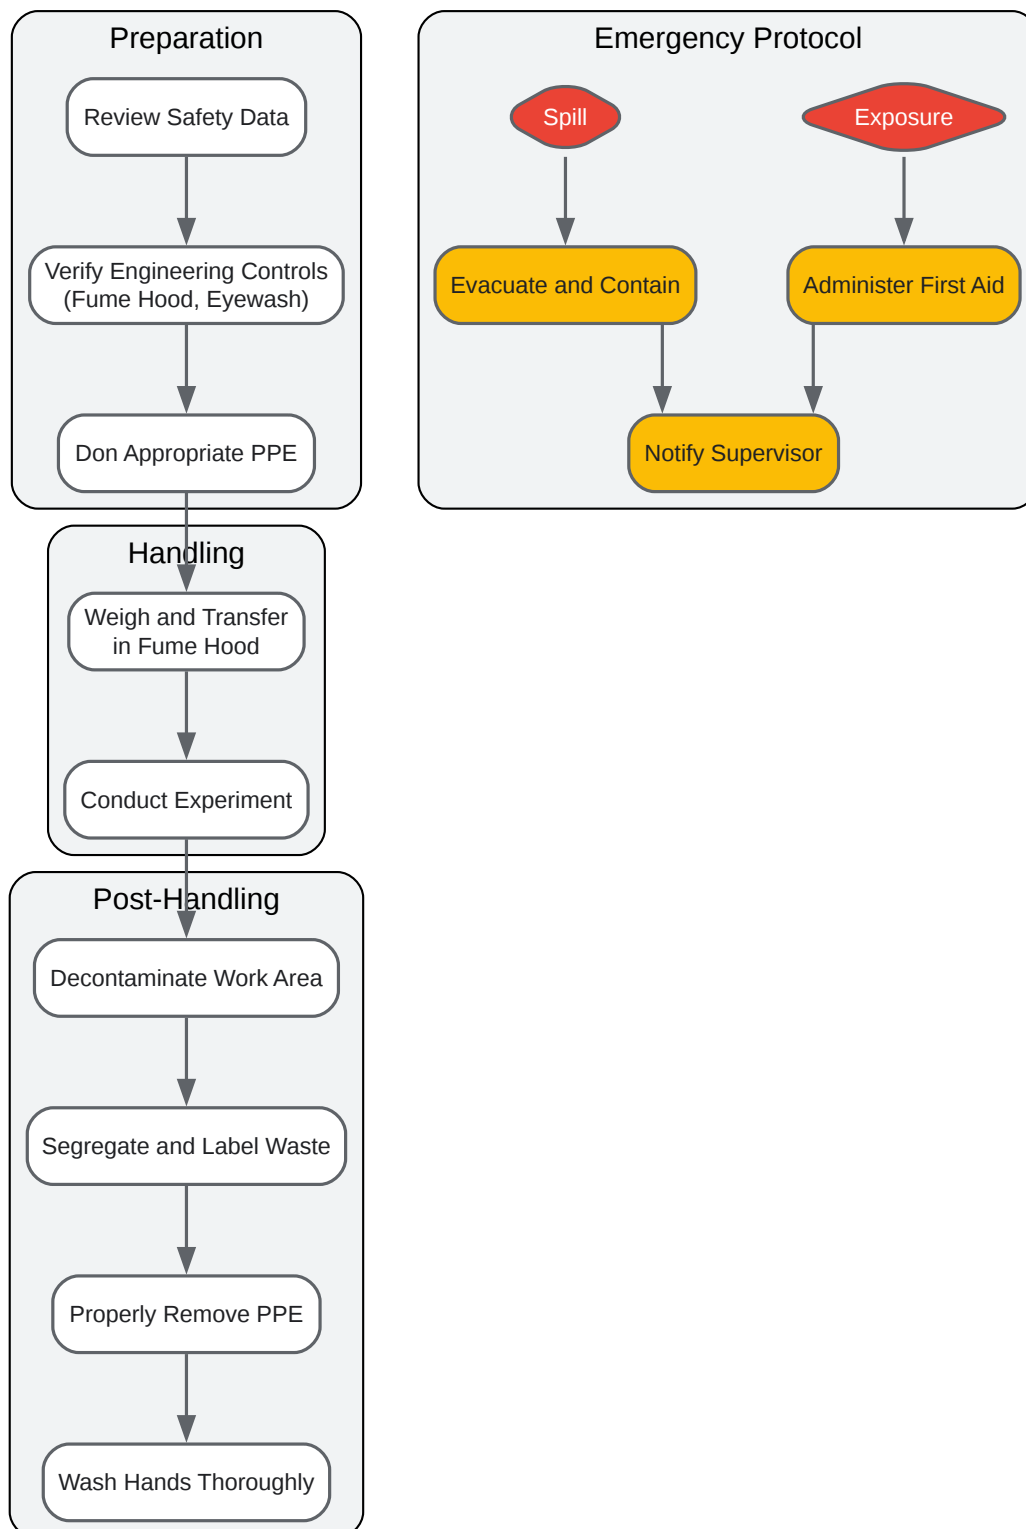 Preparation
Review Safety Data
Verify Engineering Controls
(Fume Hood, Eyewash)
Don Appropriate PPE
Handling
Weigh and Transfer
in Fume Hood
Conduct Experiment
Post-Handling
Decontaminate Work Area
Segregate and Label Waste
Properly Remove PPE
Wash Hands Thoroughly
Emergency Protocol
Spill
Exposure
Evacuate and Contain
Administer First Aid
Notify Supervisor